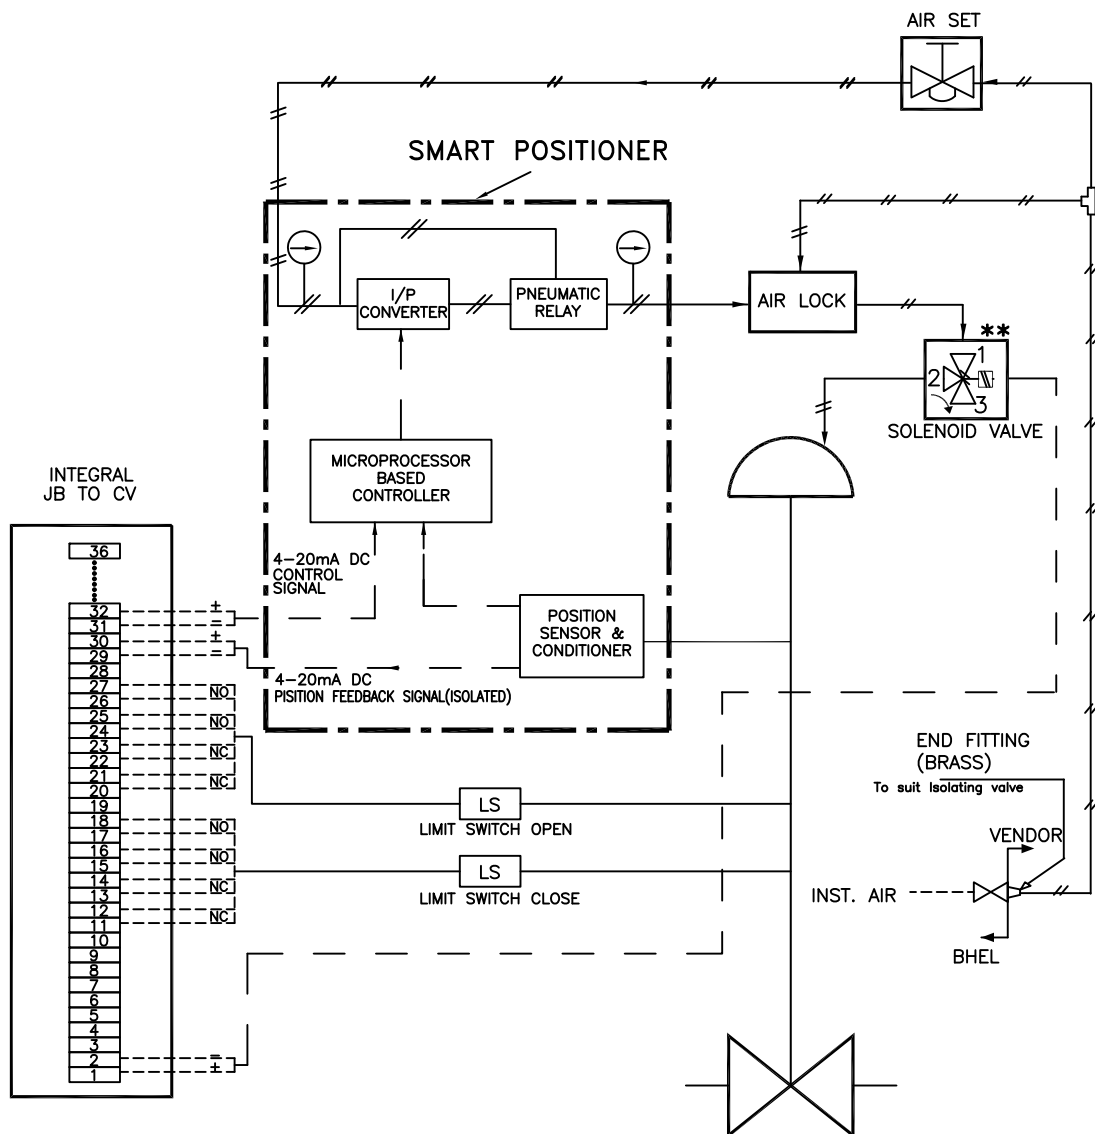 AIR SET
SMART POSITIONER
I/P
CONVERTER
PNEUMATIC
RELAY
AIR LOCK
**
1
2
3
SOLENOID VALVE
MICROPROCESSOR
BASED
CONTROLLER
INTEGRAL
JB TO CV
4-20mA DC
CONTROL
SIGNAL
POSITION
SENSOR &
CONDITIONER
4-20mA DC
PISITION FEEDBACK SIGNAL(ISOLATED)
36
32 +
31 -
30 +
29 -
28
27 NO
26
25 NO
24
23 NC
22
21 NC
20
19
18 NO
17
16 NO
15
14 NC
13
12 NC
11
10
9
8
7
6
5
4
3
2 -
1 +
LS
LIMIT SWITCH OPEN
LS
LIMIT SWITCH CLOSE
END FITTING
(BRASS)
To suit Isolating valve
VENDOR
INST. AIR
BHEL